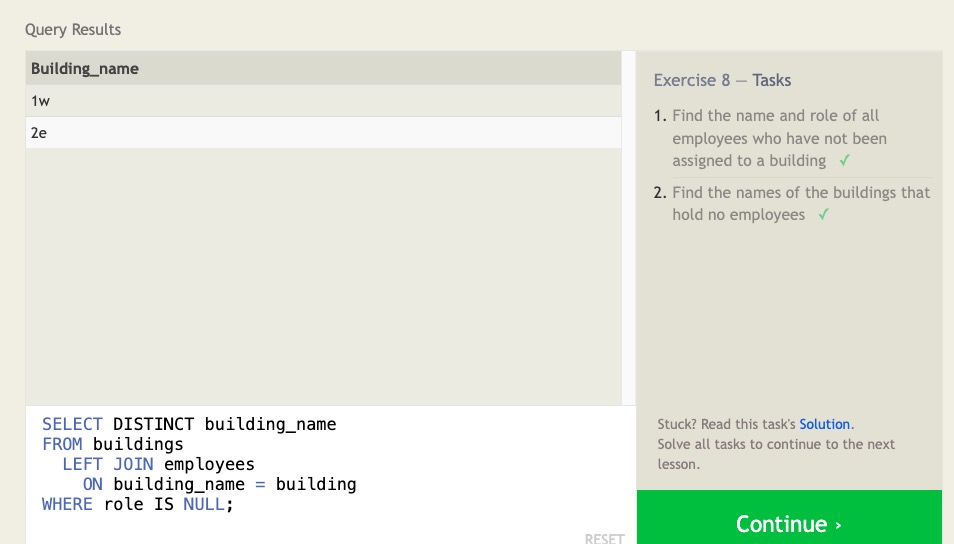 Query Results
Building_name
1w
2e
Exercise 8 — Tasks
1. Find the name and role of all
employees who have not been
assigned to a building ✓
2. Find the names of the buildings that
hold no employees ✓
SELECT DISTINCT building_name
FROM buildings
  LEFT JOIN employees
    ON building_name = building
WHERE role IS NULL;
RESET
Stuck? Read this task's Solution.
Solve all tasks to continue to the next
lesson.
Continue ›